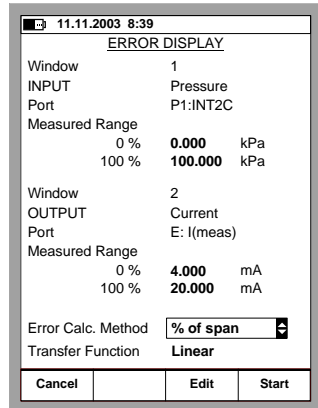 11.11.2003 8:39
ERROR DISPLAY
Window 1
INPUT Pressure
Port P1:INT2C
Measured Range
0 % 0.000 kPa
100 % 100.000 kPa
Window 2
OUTPUT Current
Port E: I(meas)
Measured Range
0 % 4.000 mA
100 % 20.000 mA
Error Calc. Method % of span
Transfer Function Linear
Cancel Edit Start